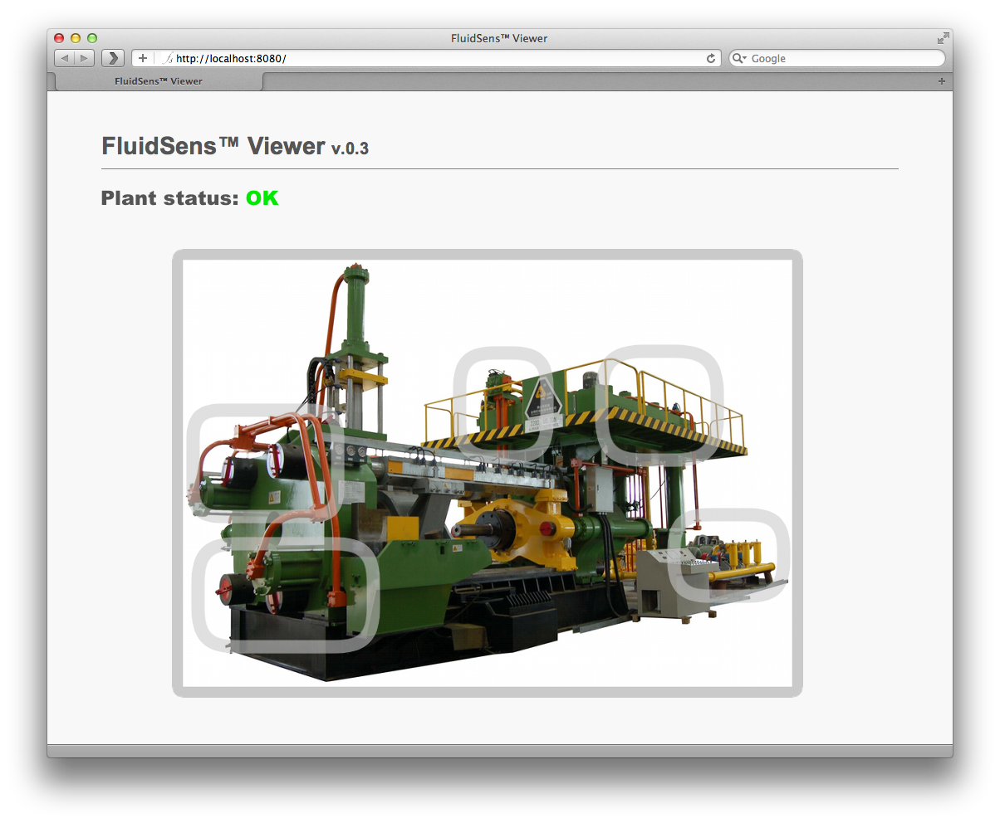 FluidSens™ Viewer
http://localhost:8080/
Google
FluidSens™ Viewer
FluidSens™ Viewer v.0.3
Plant status: OK